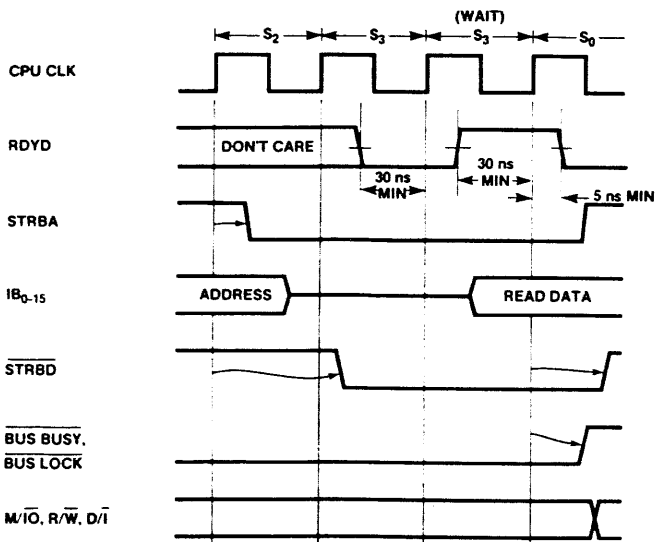 (WAIT)
S2 S3 S3 S0
CPU CLK
RDYD
DON'T CARE
30 ns MIN
30 ns MIN
5 ns MIN
STRBA
IB0-15
ADDRESS
READ DATA
STRBD
BUS BUSY,
BUS LOCK
M/IO, R/W, D/I